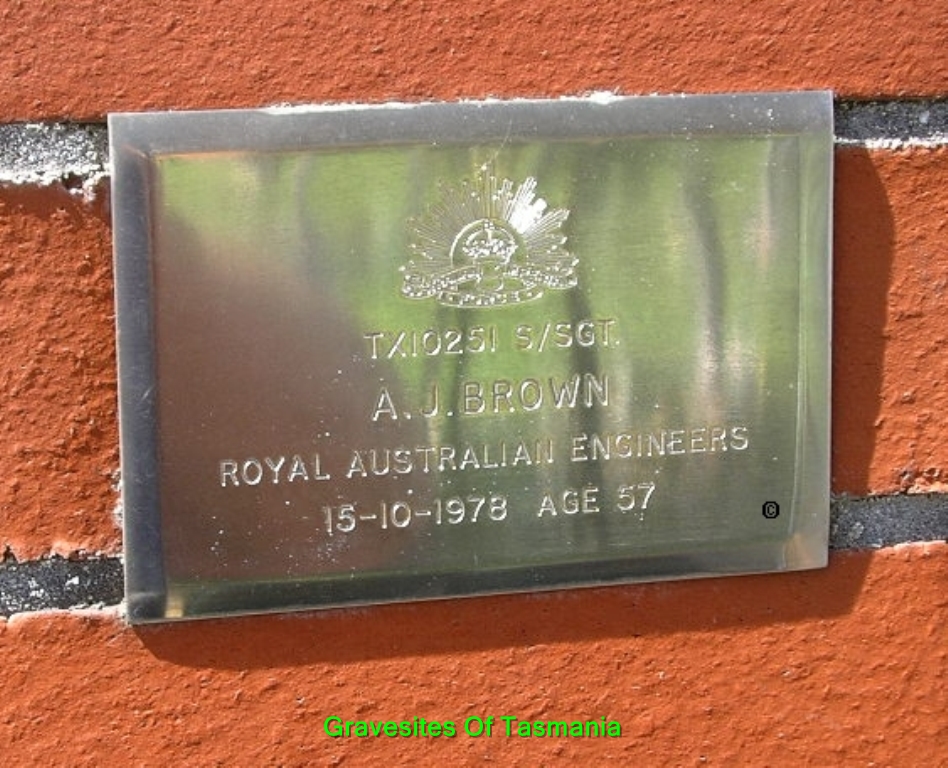 TX10251 S/SGT.
A.J.BROWN
ROYAL AUSTRALIAN ENGINEERS
15-10-1978 AGE 57
©
Gravesites Of Tasmania